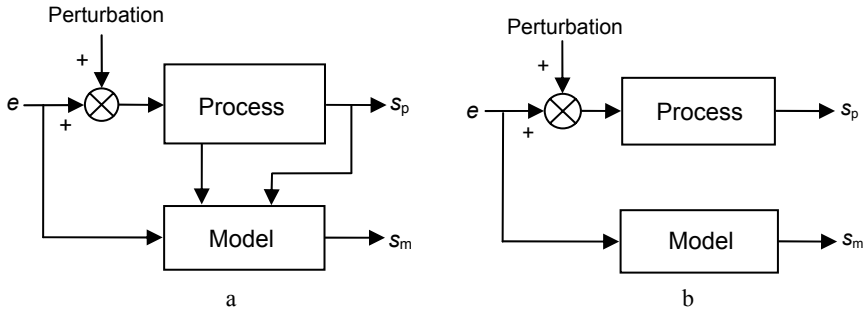 Perturbation
+
e
+
Process
sp
Model
sm
a
Perturbation
+
e
+
Process
sp
Model
sm
b